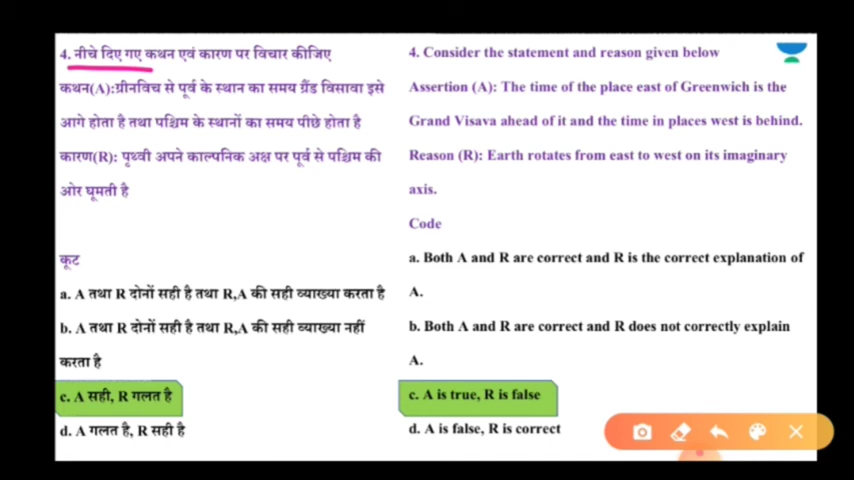 4. नीचे दिए गए कथन एवं कारण पर विचार कीजिए
कथन(A):ग्रीनविच से पूर्व के स्थान का समय ग्रैंड विसावा इसे
आगे होता है तथा पश्चिम के स्थानों का समय पीछे होता है
कारण(R): पृथ्वी अपने काल्पनिक अक्ष पर पूर्व से पश्चिम की
ओर घूमती है
कूट
a. A तथा R दोनों सही है तथा R,A की सही व्याख्या करता है
b. A तथा R दोनों सही है तथा R,A की सही व्याख्या नहीं
करता है
c. A सही, R गलत है
d. A गलत है, R सही है
4. Consider the statement and reason given below
Assertion (A): The time of the place east of Greenwich is the
Grand Visava ahead of it and the time in places west is behind.
Reason (R): Earth rotates from east to west on its imaginary
axis.
Code
a. Both A and R are correct and R is the correct explanation of
A.
b. Both A and R are correct and R does not correctly explain
A.
c. A is true, R is false
d. A is false, R is correct